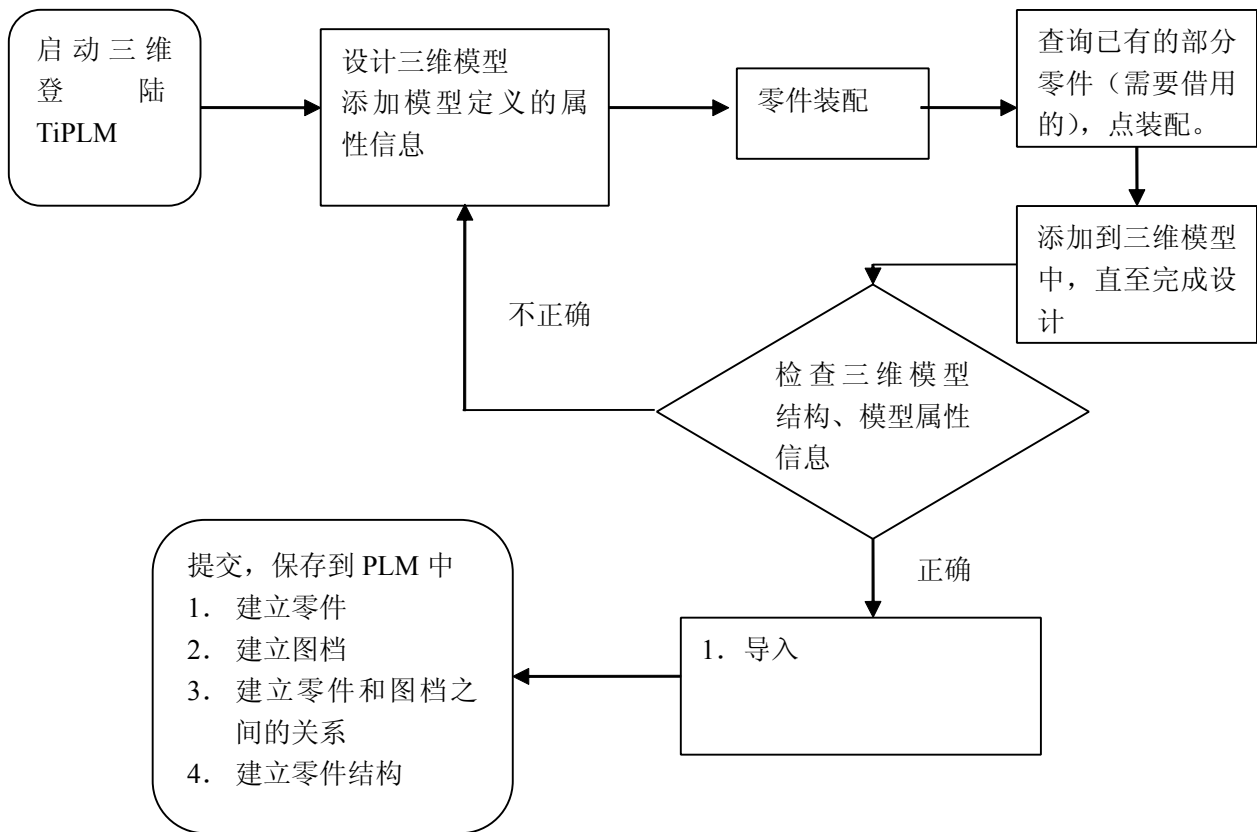 启动三维
登陆
TiPLM
设计三维模型
添加模型定义的属
性信息
零件装配
查询已有的部分
零件（需要借用
的），点装配。
添加到三维模型
中，直至完成设
计
不正确
检查三维模型
结构、模型属性
信息
正确
1．导入
提交，保存到 PLM 中
1． 建立零件
2． 建立图档
3． 建立零件和图档之
间的关系
4． 建立零件结构